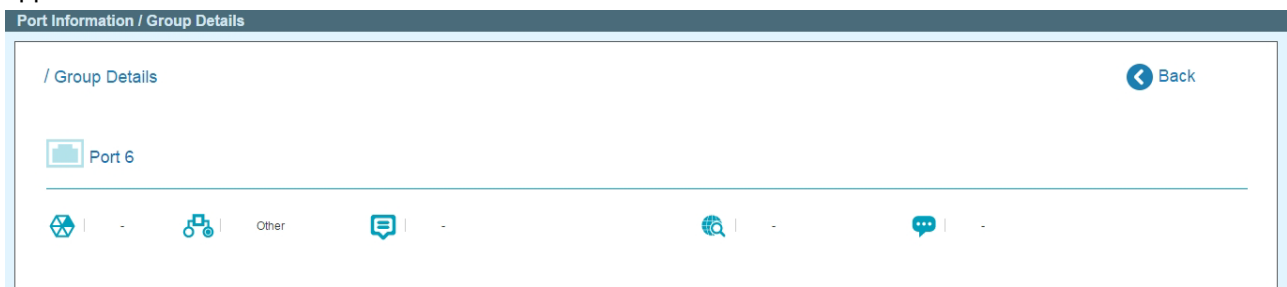 Port Information / Group Details
/ Group Details
Back
Port 6
- Other - - -